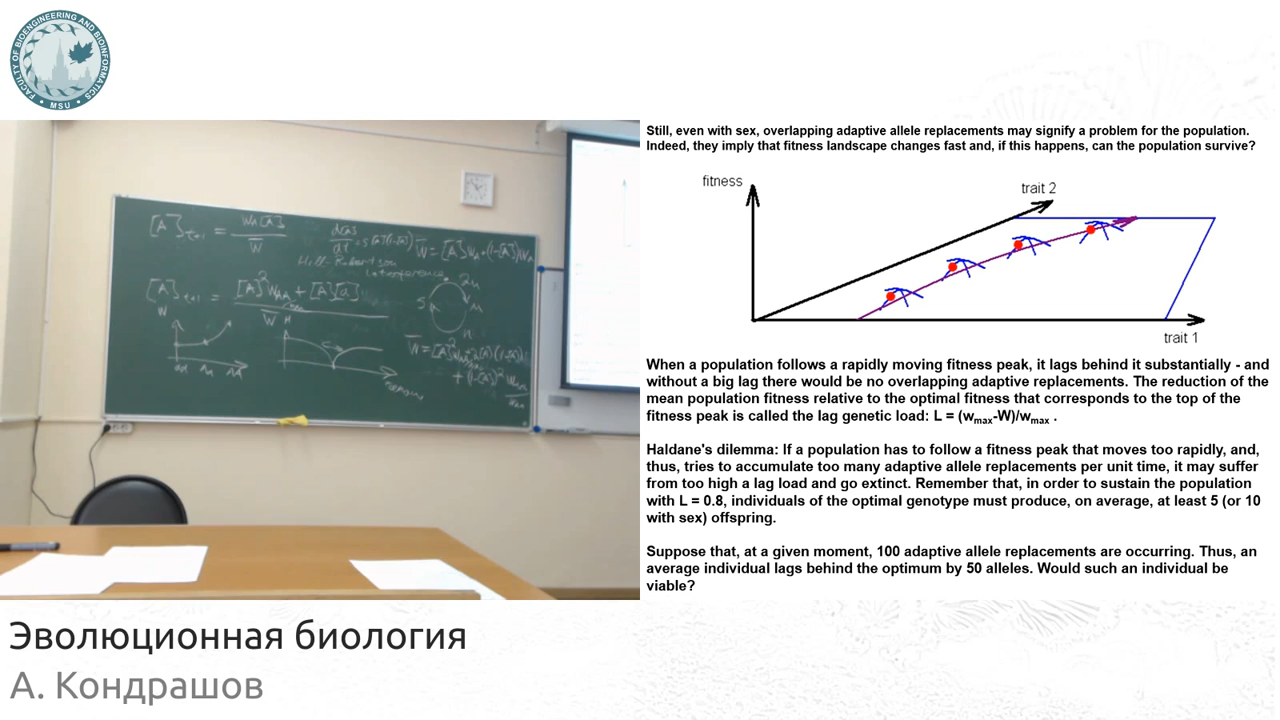 FACULTY OF BIOENGINEERING AND BIOINFORMATICS
• MSU •
[A]t+1 = WA[A] / W̄
Still, even with sex, overlapping adaptive allele replacements may signify a problem for the population.
Indeed, they imply that fitness landscape changes fast and, if this happens, can the population survive?
fitness
trait 2
trait 1
When a population follows a rapidly moving fitness peak, it lags behind it substantially - and
without a big lag there would be no overlapping adaptive replacements. The reduction of the
mean population fitness relative to the optimal fitness that corresponds to the top of the
fitness peak is called the lag genetic load: L = (wmax-W)/wmax .
Haldane's dilemma: If a population has to follow a fitness peak that moves too rapidly, and,
thus, tries to accumulate too many adaptive allele replacements per unit time, it may suffer
from too high a lag load and go extinct. Remember that, in order to sustain the population
with L = 0.8, individuals of the optimal genotype must produce, on average, at least 5 (or 10
with sex) offspring.
Suppose that, at a given moment, 100 adaptive allele replacements are occurring. Thus, an
average individual lags behind the optimum by 50 alleles. Would such an individual be
viable?
Эволюционная биология
А. Кондрашов